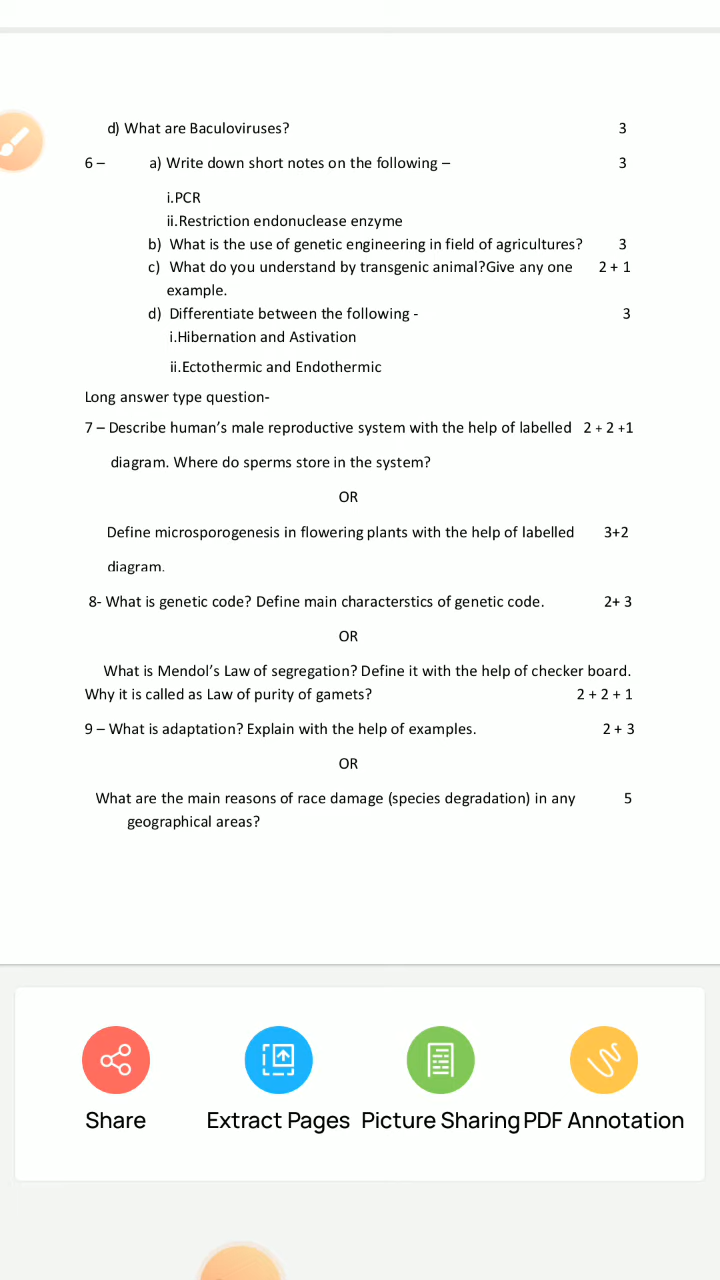 d) What are Baculoviruses? 3
6 – a) Write down short notes on the following – 3
i.PCR
ii.Restriction endonuclease enzyme
b) What is the use of genetic engineering in field of agricultures? 3
c) What do you understand by transgenic animal?Give any one 2 + 1
example.
d) Differentiate between the following - 3
i.Hibernation and Astivation
ii.Ectothermic and Endothermic
Long answer type question-
7 – Describe human’s male reproductive system with the help of labelled 2 + 2 +1
diagram. Where do sperms store in the system?
OR
Define microsporogenesis in flowering plants with the help of labelled 3+2
diagram.
8- What is genetic code? Define main characterstics of genetic code. 2+ 3
OR
What is Mendol’s Law of segregation? Define it with the help of checker board.
Why it is called as Law of purity of gamets? 2 + 2 + 1
9 – What is adaptation? Explain with the help of examples. 2 + 3
OR
What are the main reasons of race damage (species degradation) in any 5
geographical areas?
Share Extract Pages Picture Sharing PDF Annotation